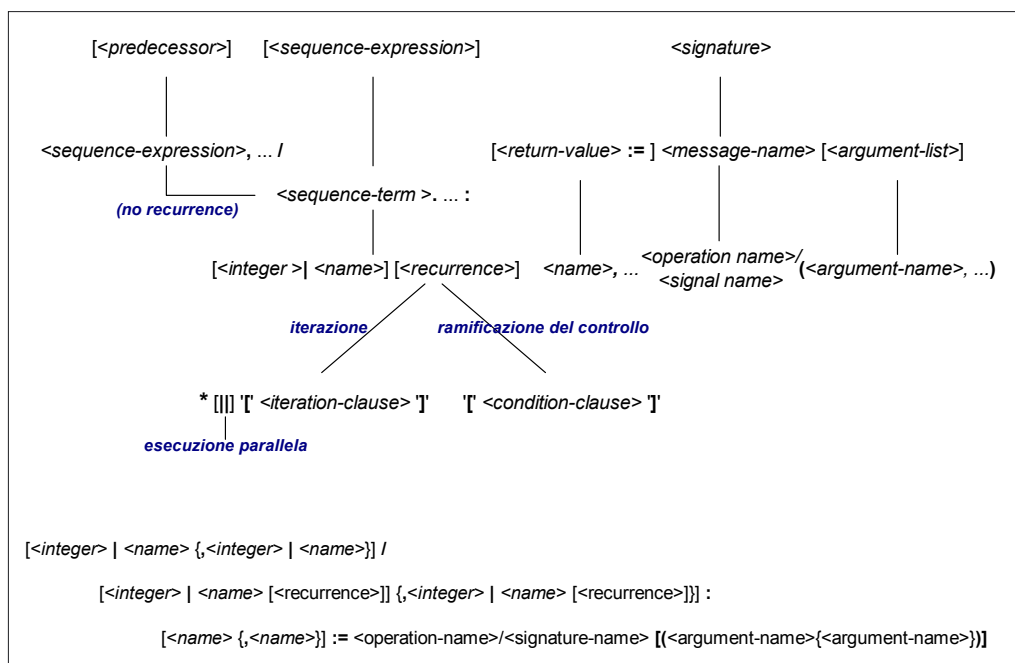 [<predecessor>] [<sequence-expression>] <signature>
<sequence-expression>, ... / [<return-value> := ] <message-name> [<argument-list>]
(no recurrence) <sequence-term >. ... :
[<integer >| <name>] [<recurrence>] <name>, ... <operation name>/ <signal name> (<argument-name>, ...)
iterazione ramificazione del controllo
* [||] '[' <iteration-clause> ']' '[' <condition-clause> ']'
esecuzione parallela
[<integer> | <name> {,<integer> | <name>}] /
[<integer> | <name> [<recurrence>]] {,<integer> | <name> [<recurrence>]}] :
[<name> {,<name>}] := <operation-name>/<signature-name> [(<argument-name>{<argument-name>})]